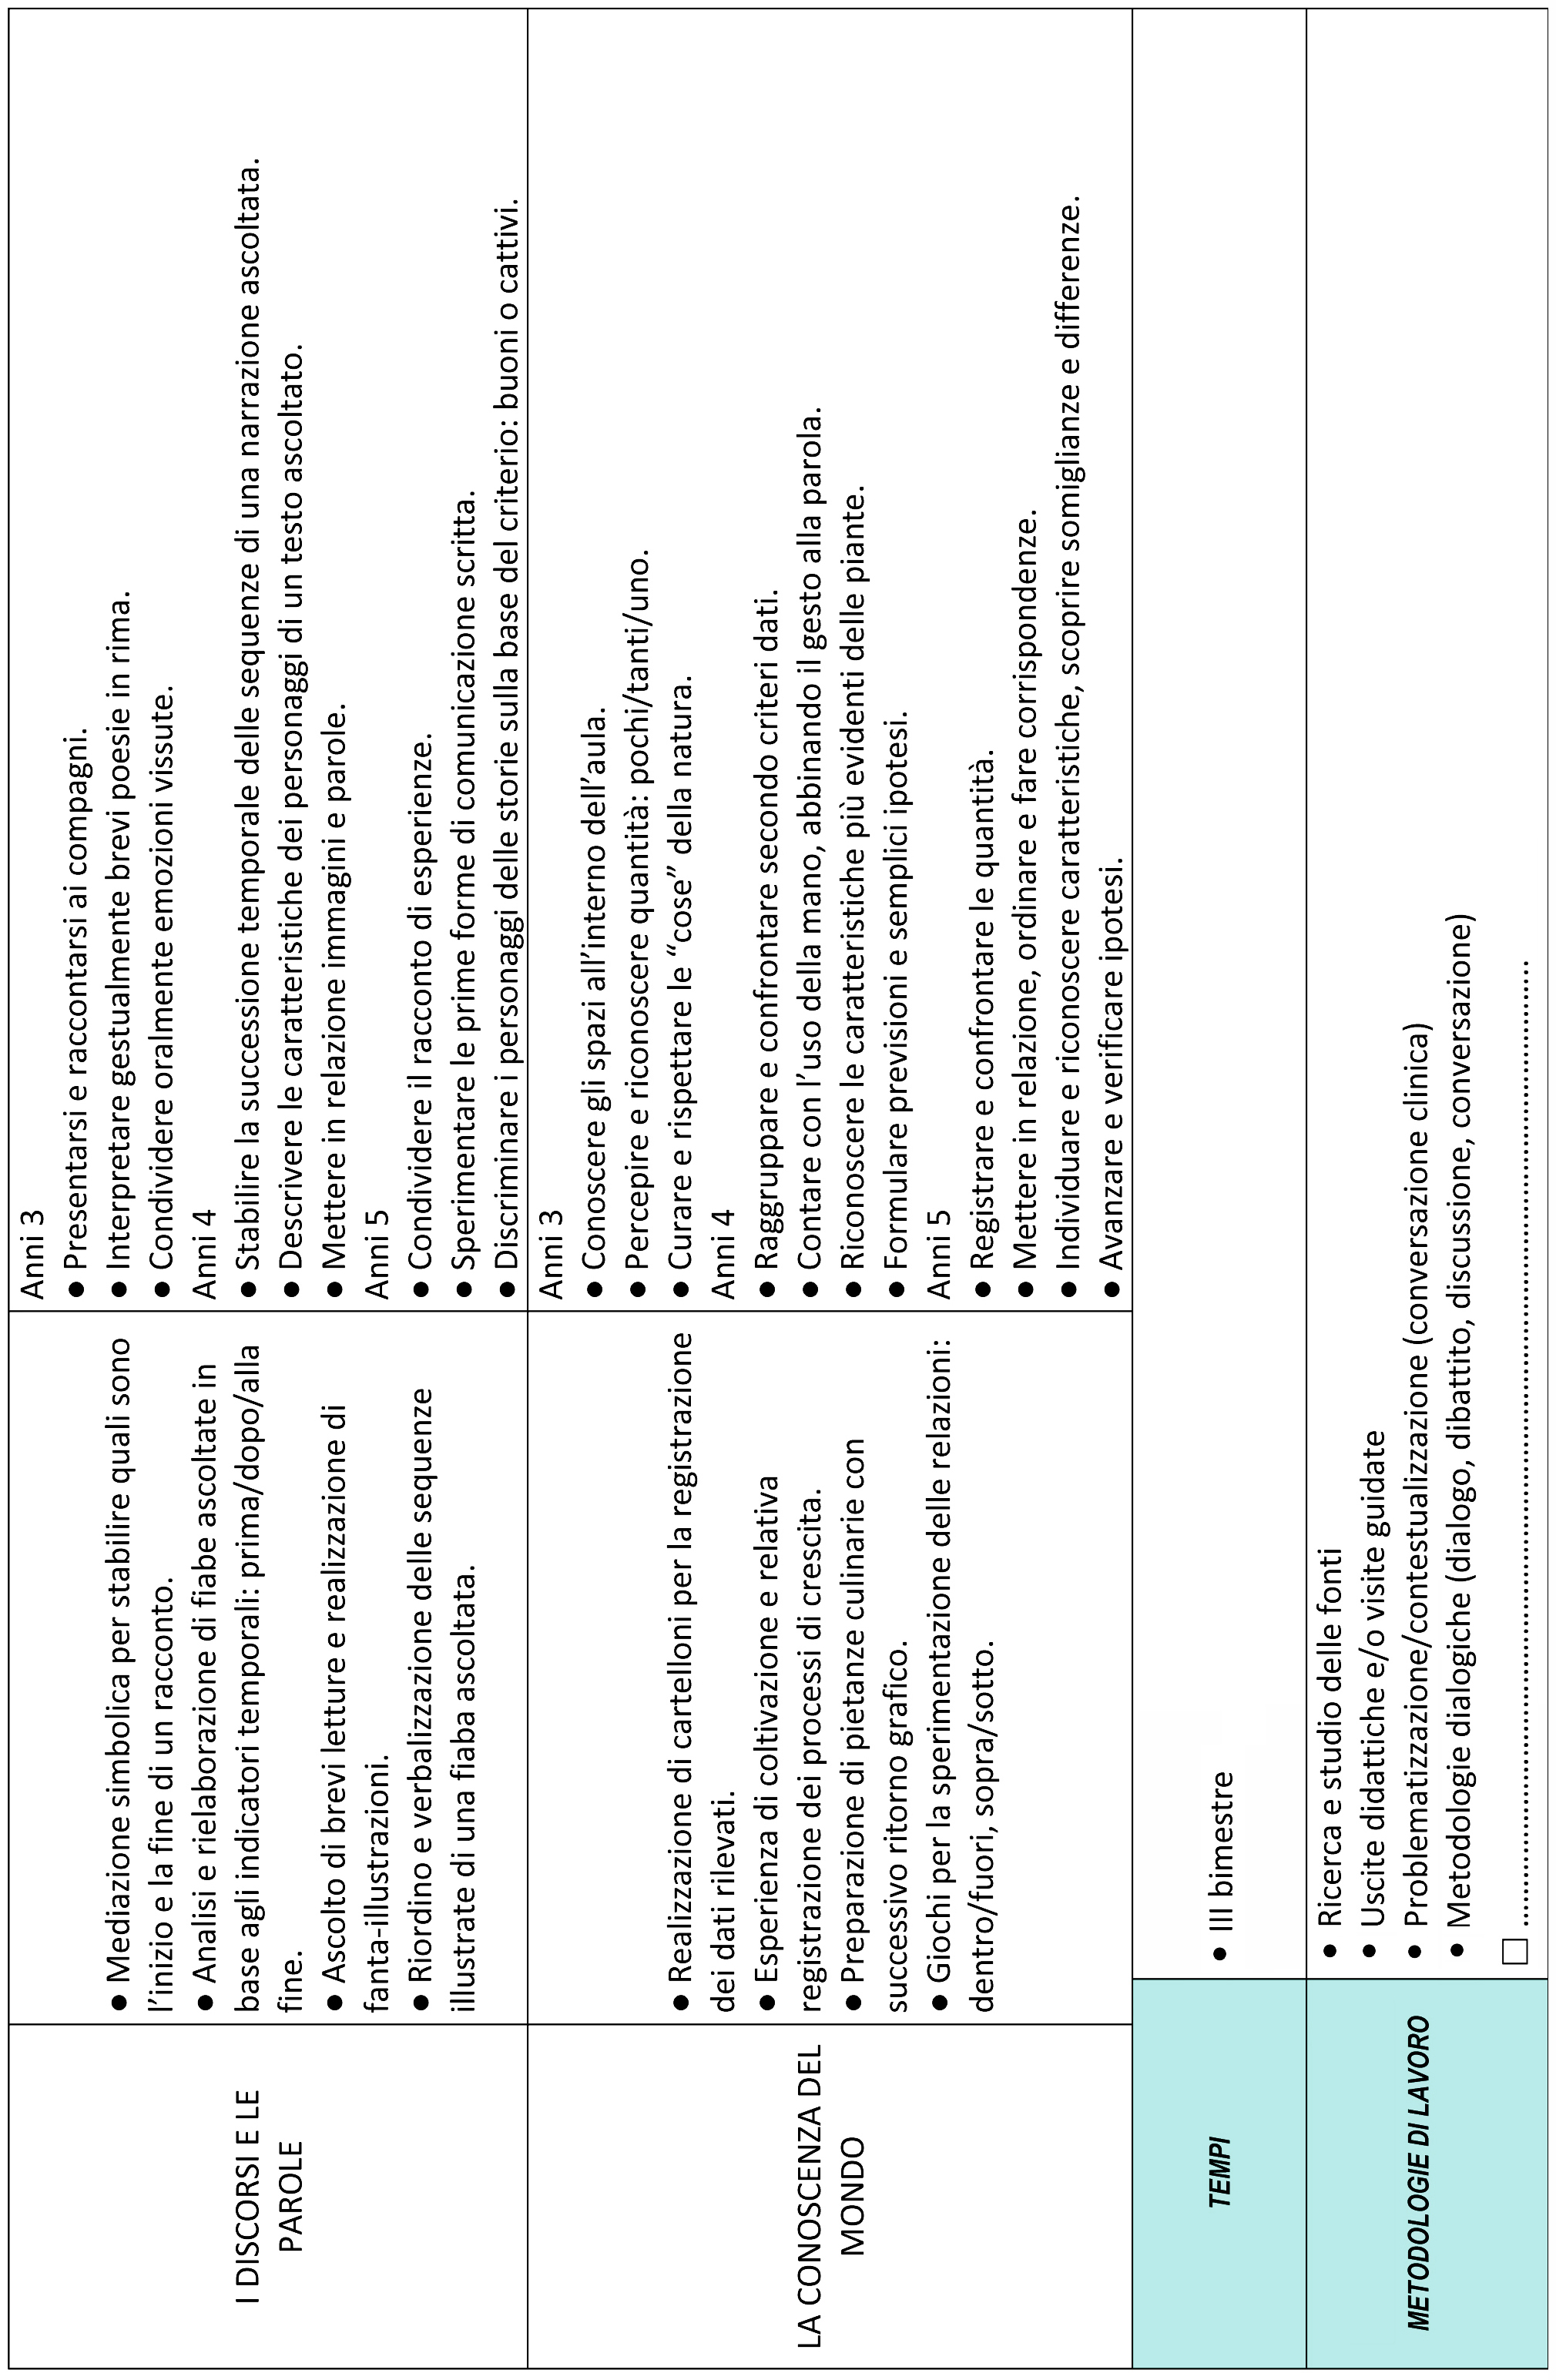 I DISCORSI E LE
PAROLE
● Mediazione simbolica per stabilire quali sono
l’inizio e la fine di un racconto.
● Analisi e rielaborazione di fiabe ascoltate in
base agli indicatori temporali: prima/dopo/alla
fine.
● Ascolto di brevi letture e realizzazione di
fanta-illustrazioni.
● Riordino e verbalizzazione delle sequenze
illustrate di una fiaba ascoltata.
Anni 3
● Presentarsi e raccontarsi ai compagni.
● Interpretare gestualmente brevi poesie in rima.
● Condividere oralmente emozioni vissute.
Anni 4
● Stabilire la successione temporale delle sequenze di una narrazione ascoltata.
● Descrivere le caratteristiche dei personaggi di un testo ascoltato.
● Mettere in relazione immagini e parole.
Anni 5
● Condividere il racconto di esperienze.
● Sperimentare le prime forme di comunicazione scritta.
● Discriminare i personaggi delle storie sulla base del criterio: buoni o cattivi.
LA CONOSCENZA DEL
MONDO
● Realizzazione di cartelloni per la registrazione
dei dati rilevati.
● Esperienza di coltivazione e relativa
registrazione dei processi di crescita.
● Preparazione di pietanze culinarie con
successivo ritorno grafico.
● Giochi per la sperimentazione delle relazioni:
dentro/fuori, sopra/sotto.
Anni 3
● Conoscere gli spazi all’interno dell’aula.
● Percepire e riconoscere quantità: pochi/tanti/uno.
● Curare e rispettare le “cose” della natura.
Anni 4
● Raggruppare e confrontare secondo criteri dati.
● Contare con l’uso della mano, abbinando il gesto alla parola.
● Riconoscere le caratteristiche più evidenti delle piante.
● Formulare previsioni e semplici ipotesi.
Anni 5
● Registrare e confrontare le quantità.
● Mettere in relazione, ordinare e fare corrispondenze.
● Individuare e riconoscere caratteristiche, scoprire somiglianze e differenze.
● Avanzare e verificare ipotesi.
TEMPI
● III bimestre
METODOLOGIE DI LAVORO
● Ricerca e studio delle fonti
● Uscite didattiche e/o visite guidate
● Problematizzazione/contestualizzazione (conversazione clinica)
● Metodologie dialogiche (dialogo, dibattito, discussione, conversazione)
□ ........................................................................................